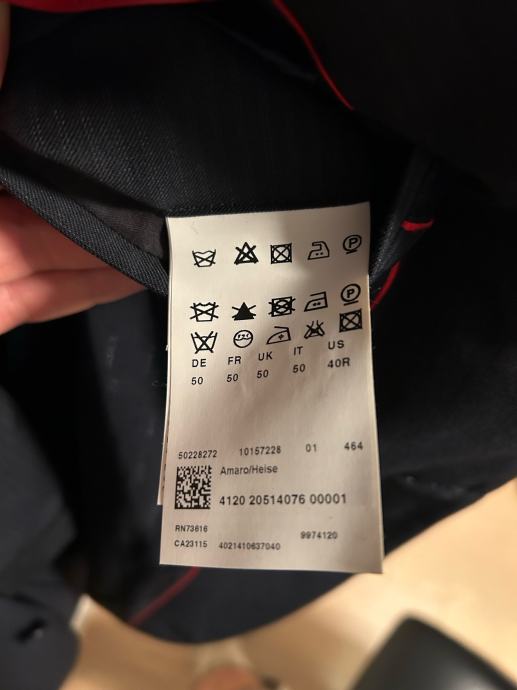 P
P
DE FR UK IT US
50 50 50 50 40R
50228272 10157228 01 464
Amaro/Heise
4120 20514076 00001
RN73616
CA23115 4021410637040 9974120